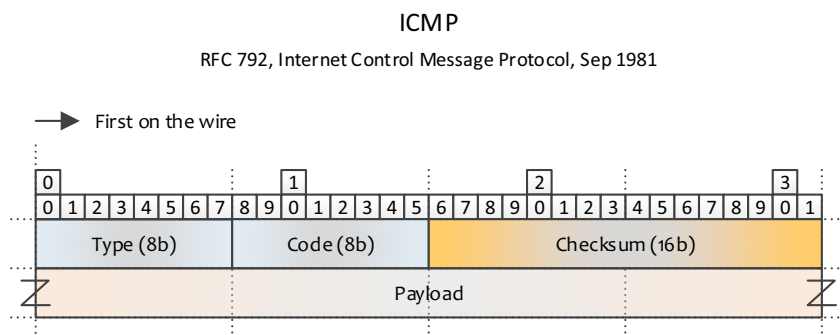 ICMP
RFC 792, Internet Control Message Protocol, Sep 1981
First on the wire
0 1 2 3
0 1 2 3 4 5 6 7 8 9 0 1 2 3 4 5 6 7 8 9 0 1 2 3 4 5 6 7 8 9 0 1
Type (8b) Code (8b) Checksum (16b)
Payload